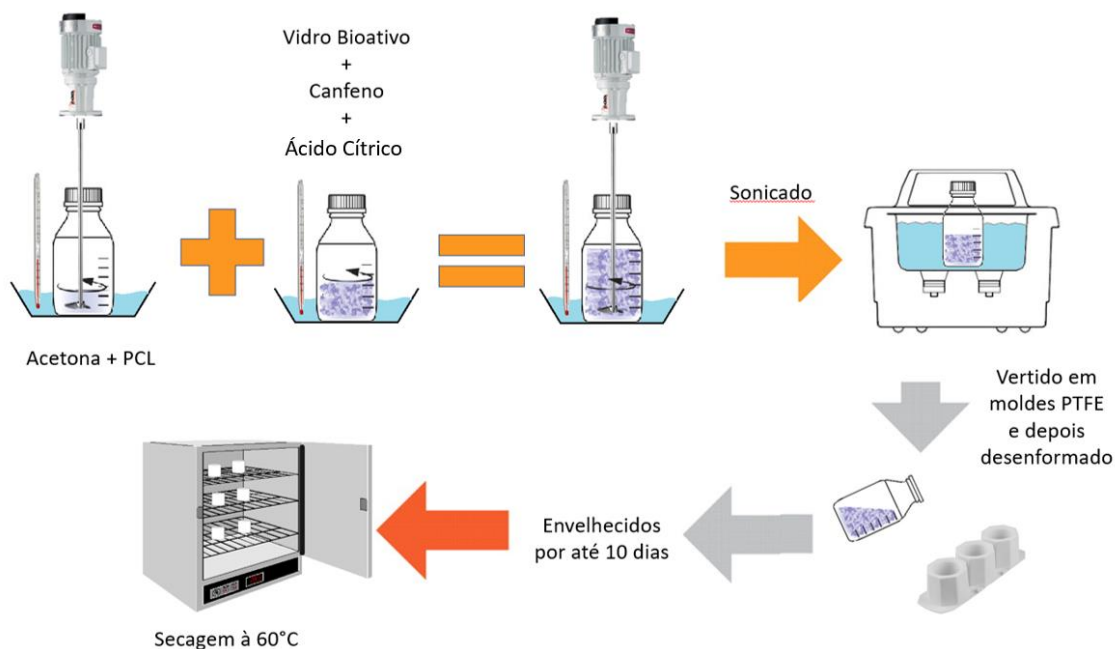 Vidro Bioativo
+
Canfeno
+
Ácido Cítrico
Acetona + PCL
Sonicado
Vertido em
moldes PTFE
e depois
desenformado
Envelhecidos
por até 10 dias
Secagem à 60°C